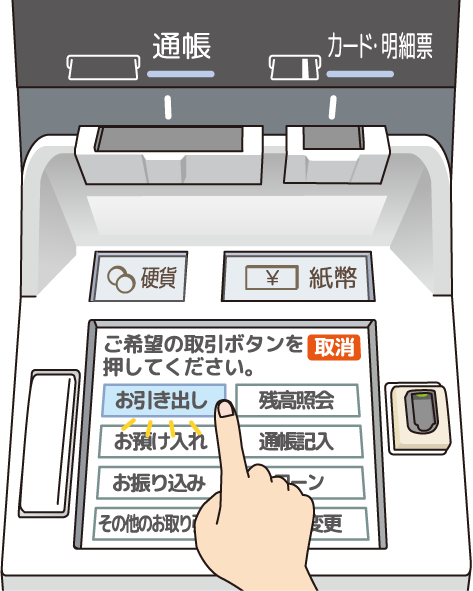 通帳
カード・明細票
硬貨
¥
紙幣
ご希望の取引ボタンを
押してください。
取消
お引き出し
残高照会
お預け入れ
通帳記入
お振り込み
ーン
その他のお取り
変更